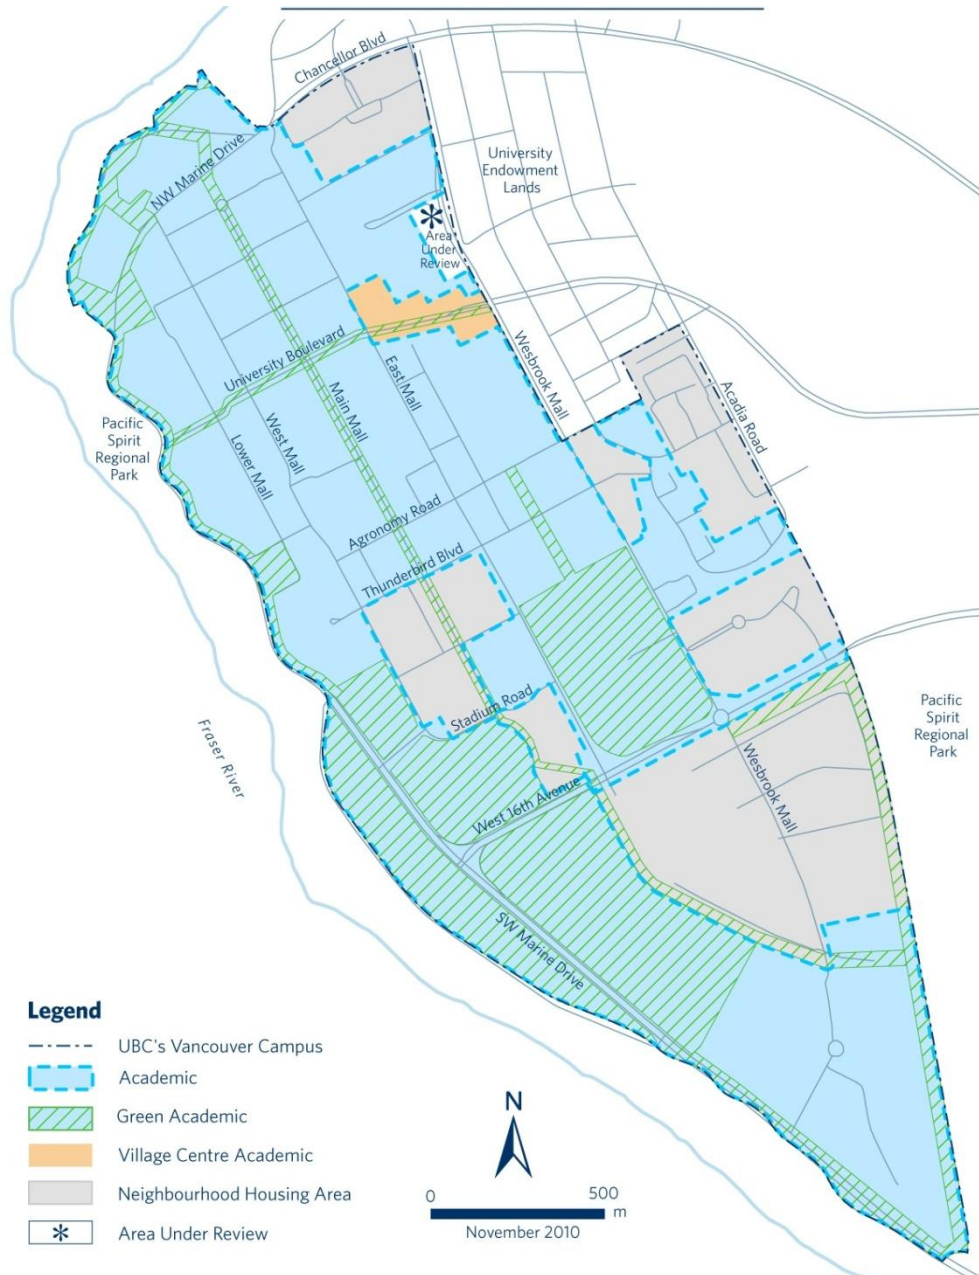 Chancellor Blvd
NW Marine Drive
University
Endowment
Lands
Area
Under
Review
University Boulevard
East Mall
Main Mall
West Mall
Lower Mall
Wesbrook Mall
Acadia Road
Pacific
Spirit
Regional
Park
Agronomy Road
Thunderbird Blvd
Stadium Road
Fraser River
West 16th Avenue
Wesbrook Mall
Pacific
Spirit
Regional
Park
SW Marine Drive
Legend
UBC's Vancouver Campus
Academic
Green Academic
Village Centre Academic
Neighbourhood Housing Area
Area Under Review
N
0 500
m
November 2010